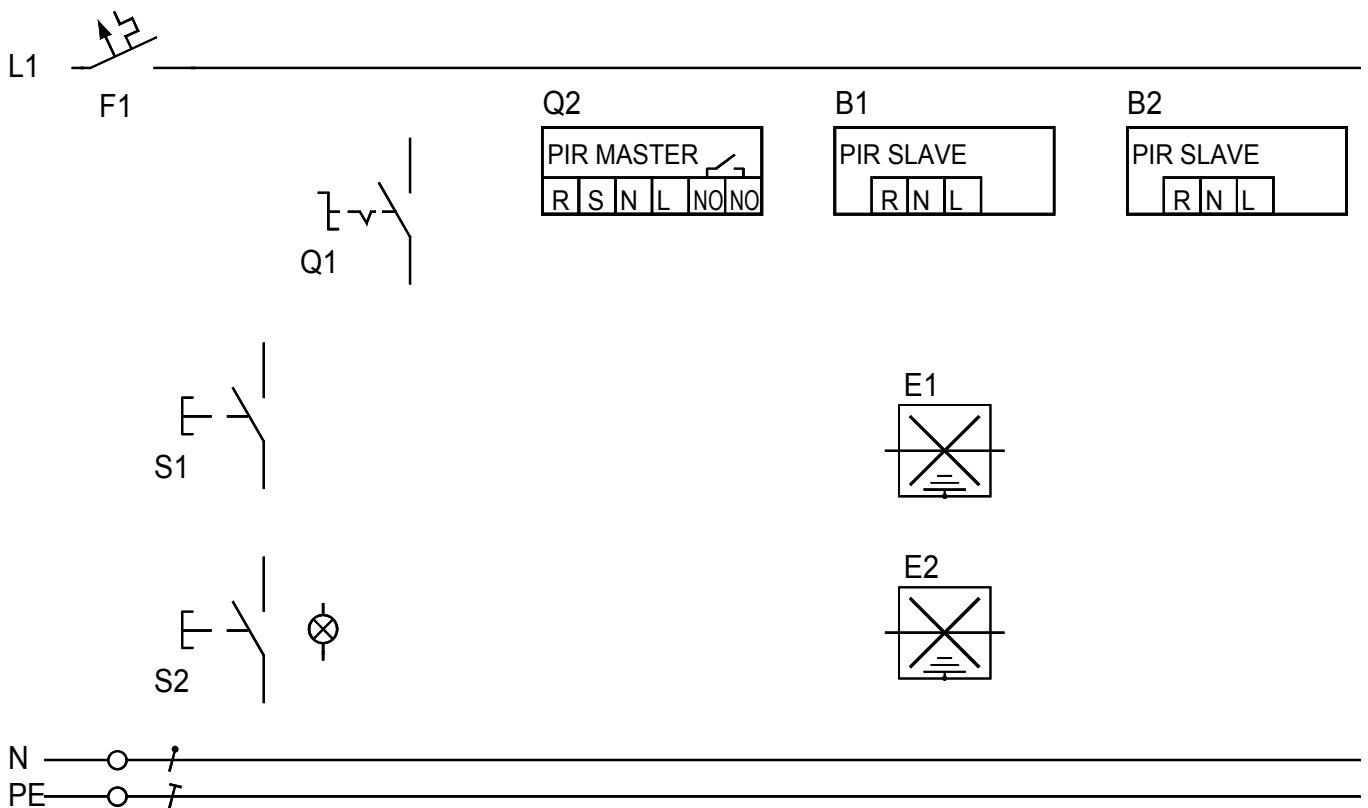 L1
F1
Q2 B1 B2
PIR MASTER PIR SLAVE PIR SLAVE
R S N L NO NO R N L R N L
Q1
E1
S1
E2
S2
N
PE